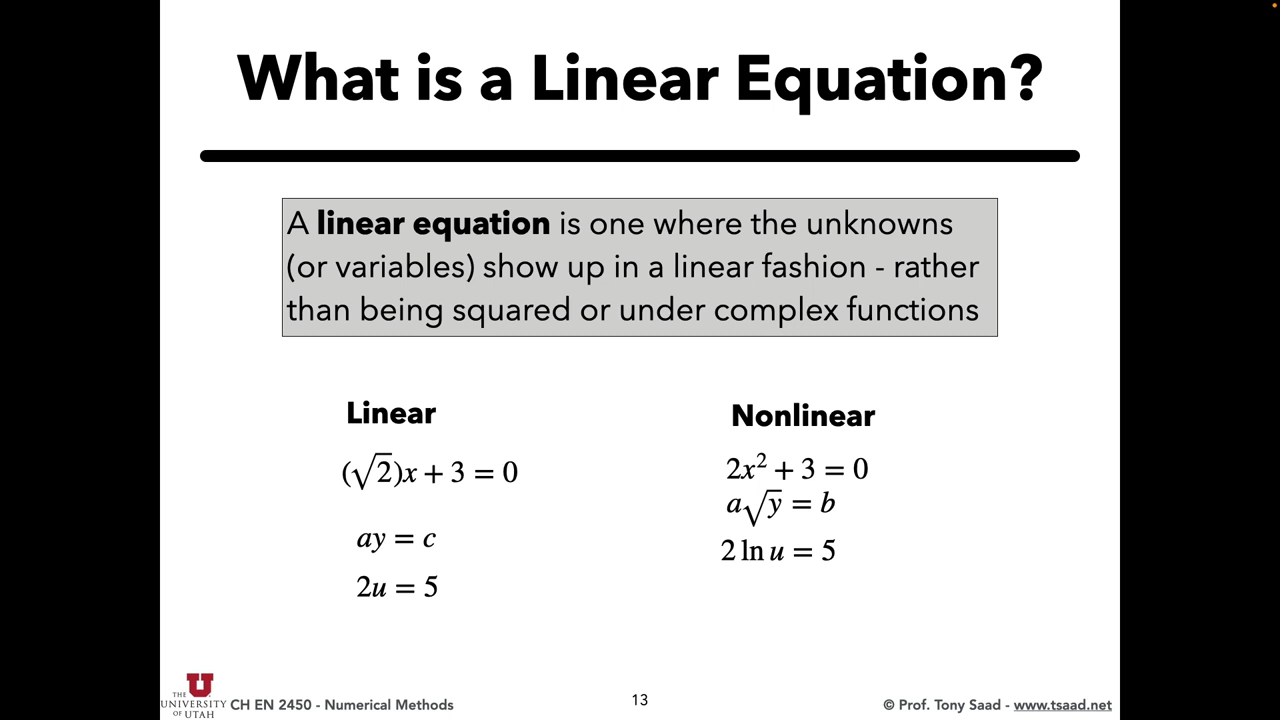 What is a Linear Equation?
A linear equation is one where the unknowns
(or variables) show up in a linear fashion - rather
than being squared or under complex functions
Linear
(√2)x + 3 = 0
ay = c
2u = 5
Nonlinear
2x² + 3 = 0
a√y = b
2 ln u = 5
THE
UNIVERSITY
OF UTAH
CH EN 2450 - Numerical Methods
13
© Prof. Tony Saad - www.tsaad.net